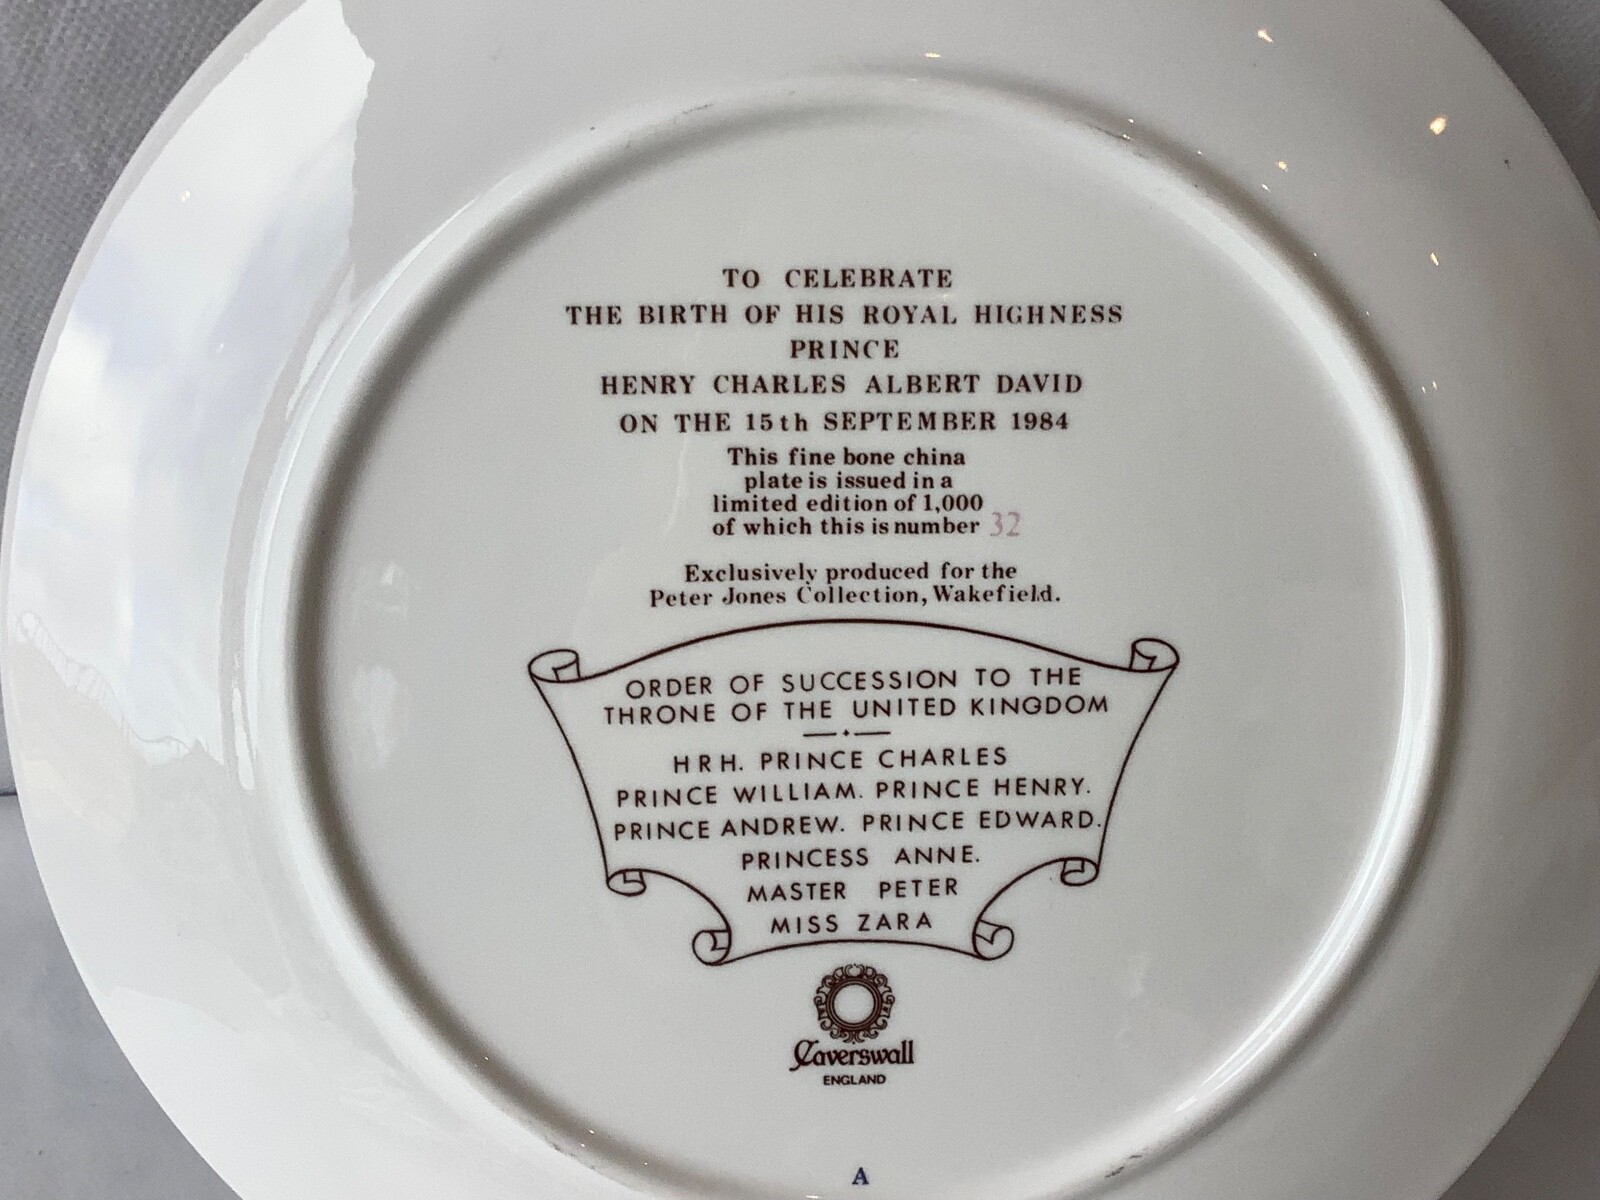 TO CELEBRATE
THE BIRTH OF HIS ROYAL HIGHNESS
PRINCE
HENRY CHARLES ALBERT DAVID
ON THE 15th SEPTEMBER 1984
This fine bone china
plate is issued in a
limited edition of 1,000
of which this is number 32
Exclusively produced for the
Peter Jones Collection, Wakefield.
ORDER OF SUCCESSION TO THE
THRONE OF THE UNITED KINGDOM
H R H. PRINCE CHARLES
PRINCE WILLIAM. PRINCE HENRY.
PRINCE ANDREW. PRINCE EDWARD.
PRINCESS ANNE.
MASTER PETER
MISS ZARA
Caverswall
ENGLAND
A